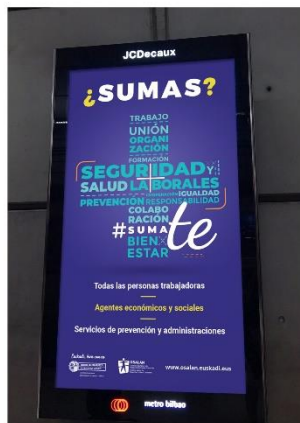 JCDecaux
¿SUMAS?
TRABAJO
UNIÓN
ORGANI
ZACIÓN
FORMACIÓN
SEGURIDAD Y
SALUD LABORALES
IGUALDAD
PREVENCIÓN RESPONSABILIDAD
COLABO
RACIÓN
#SUMA te
BIEN
ESTAR
Todas las personas trabajadoras
Agentes económicos y sociales
Servicios de prevención y administraciones
OSALAN
www.osalan.euskadi.eus
metro bilbao